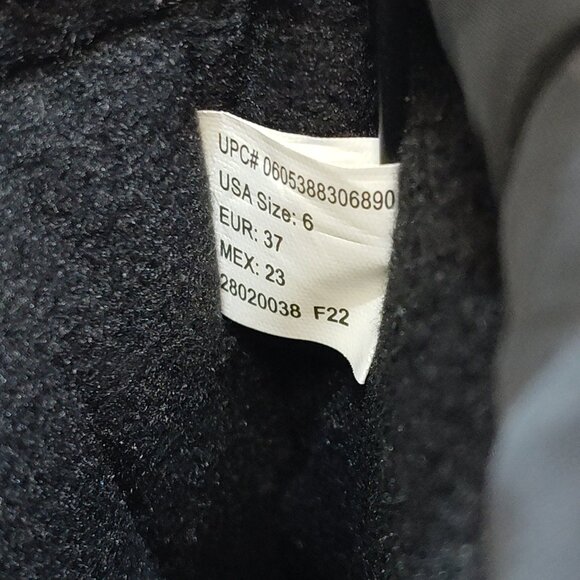 UPC# 0605388306890
USA Size: 6
EUR: 37
MEX: 23
28020038 F22